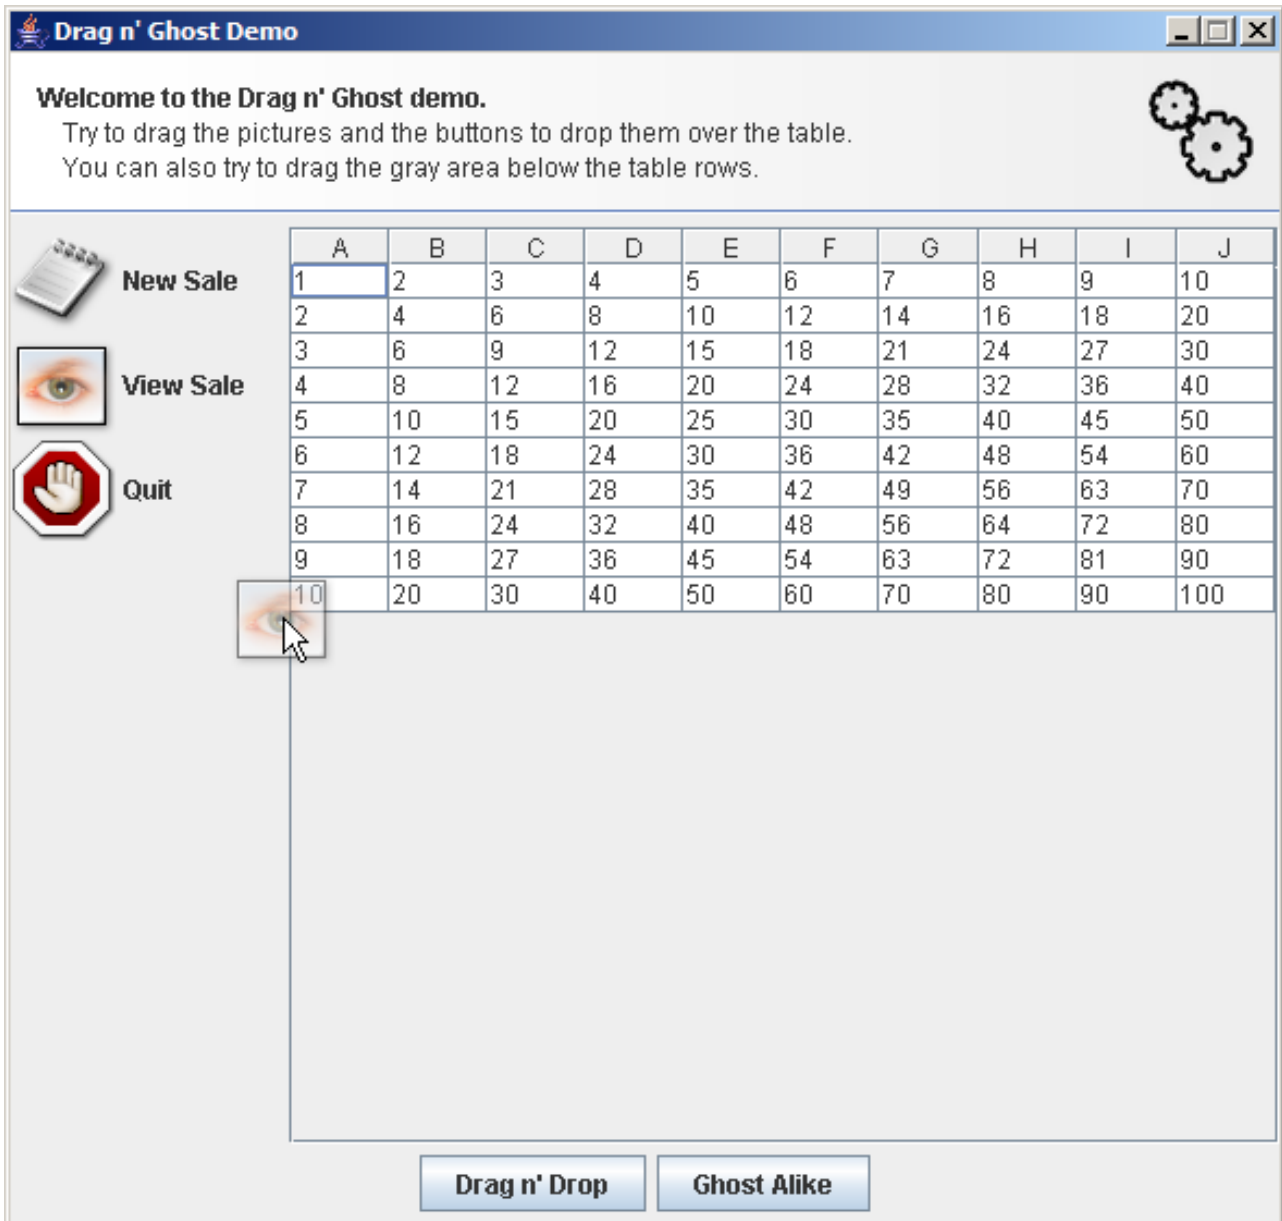 Drag n' Ghost Demo
Welcome to the Drag n' Ghost demo.
Try to drag the pictures and the buttons to drop them over the table.
You can also try to drag the gray area below the table rows.
New Sale
View Sale
Quit
A B C D E F G H I J
1 2 3 4 5 6 7 8 9 10
2 4 6 8 10 12 14 16 18 20
3 6 9 12 15 18 21 24 27 30
4 8 12 16 20 24 28 32 36 40
5 10 15 20 25 30 35 40 45 50
6 12 18 24 30 36 42 48 54 60
7 14 21 28 35 42 49 56 63 70
8 16 24 32 40 48 56 64 72 80
9 18 27 36 45 54 63 72 81 90
10 20 30 40 50 60 70 80 90 100
Drag n' Drop
Ghost Alike